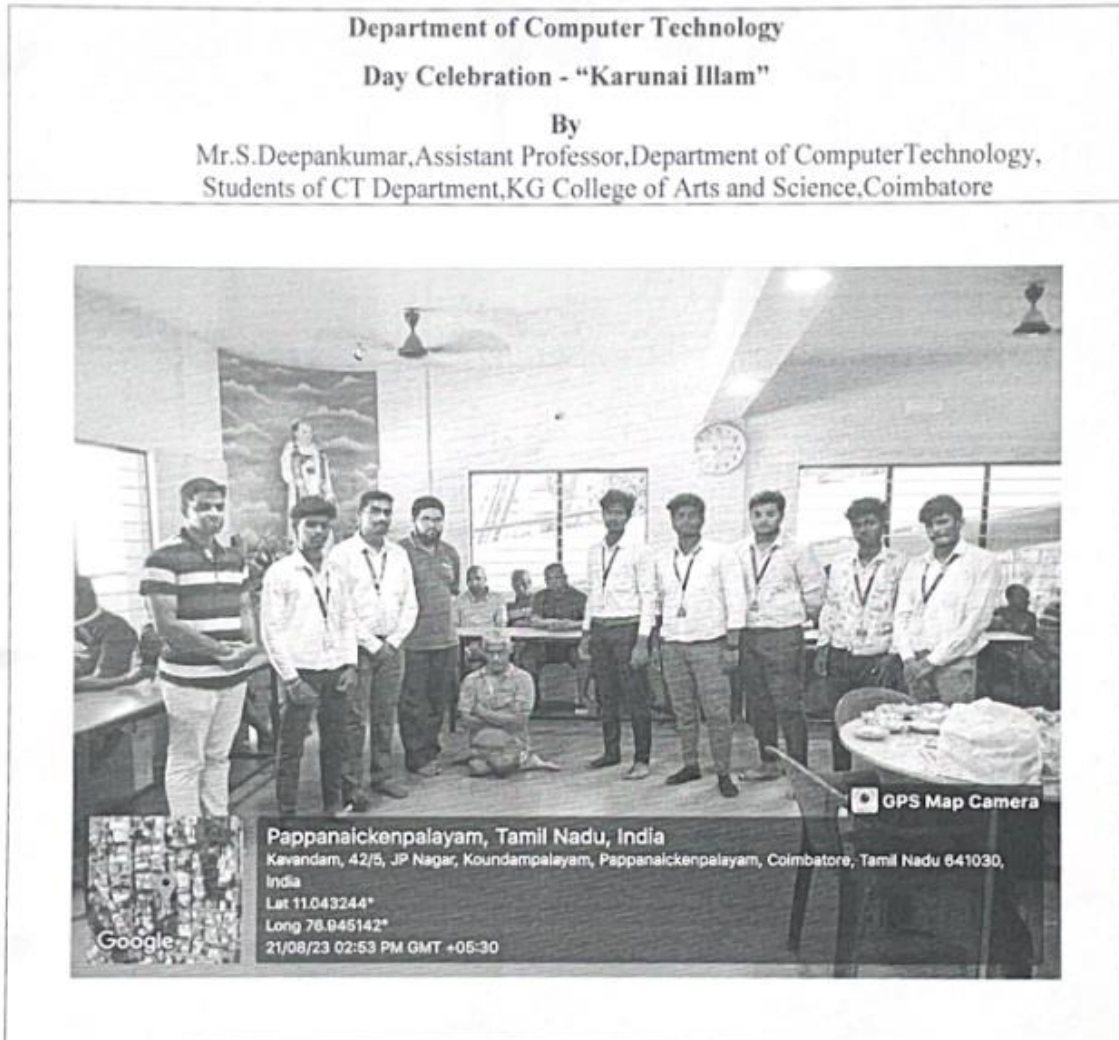 Department of Computer Technology
Day Celebration - “Karunai Illam”
By
Mr.S.Deepankumar,Assistant Professor,Department of ComputerTechnology,
Students of CT Department,KG College of Arts and Science,Coimbatore
GPS Map Camera
Pappanaickenpalayam, Tamil Nadu, India
Kavandam, 42/5, JP Nagar, Koundampalayam, Pappanaickenpalayam, Coimbatore, Tamil Nadu 641030,
India
Lat 11.043244°
Long 76.945142°
21/08/23 02:53 PM GMT +05:30
Google